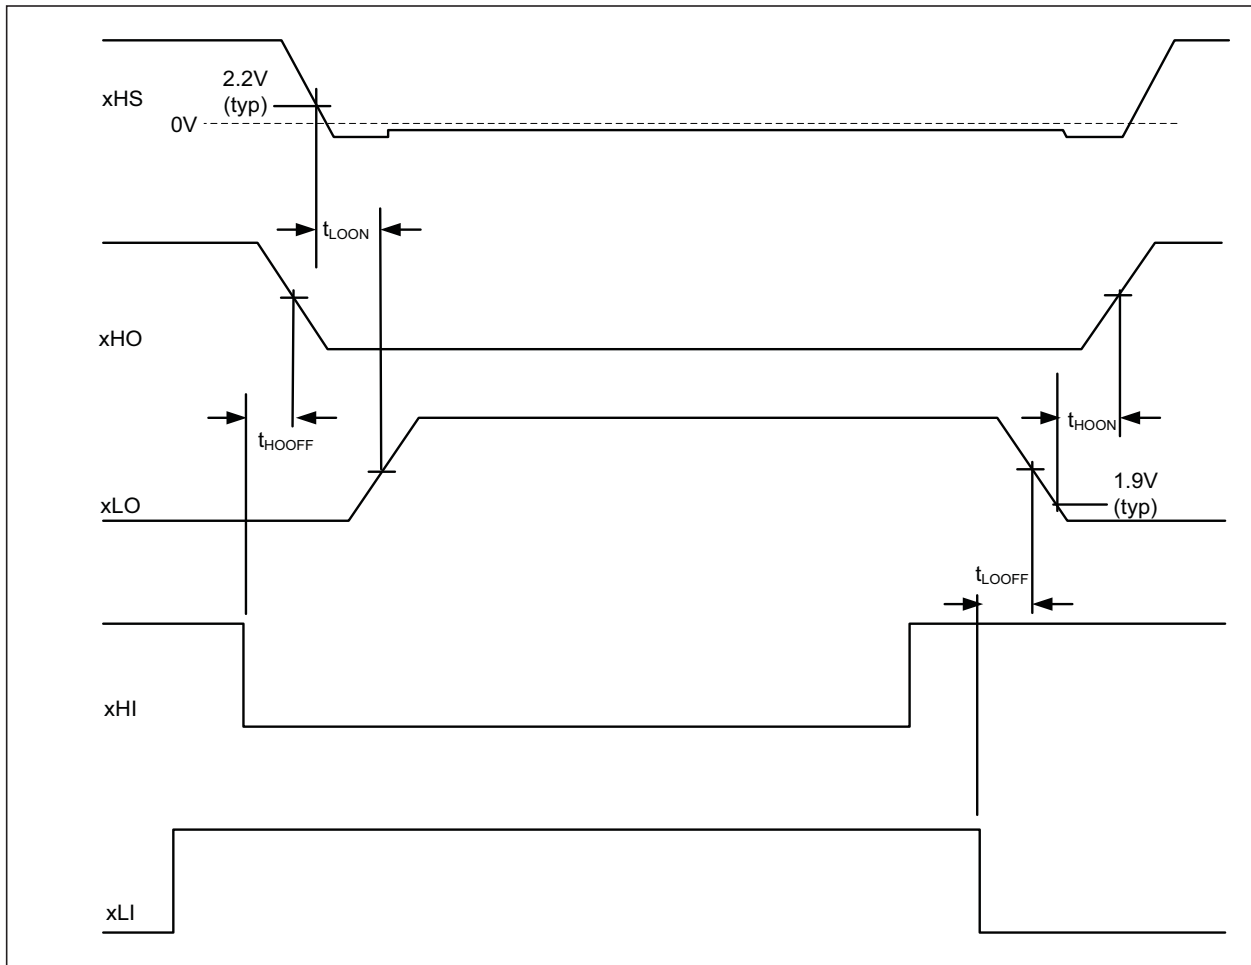 2.2V
(typ)
xHS
0V
tLOON
xHO
tHOOFF
tHOON
1.9V
(typ)
xLO
tLOOFF
xHI
xLI